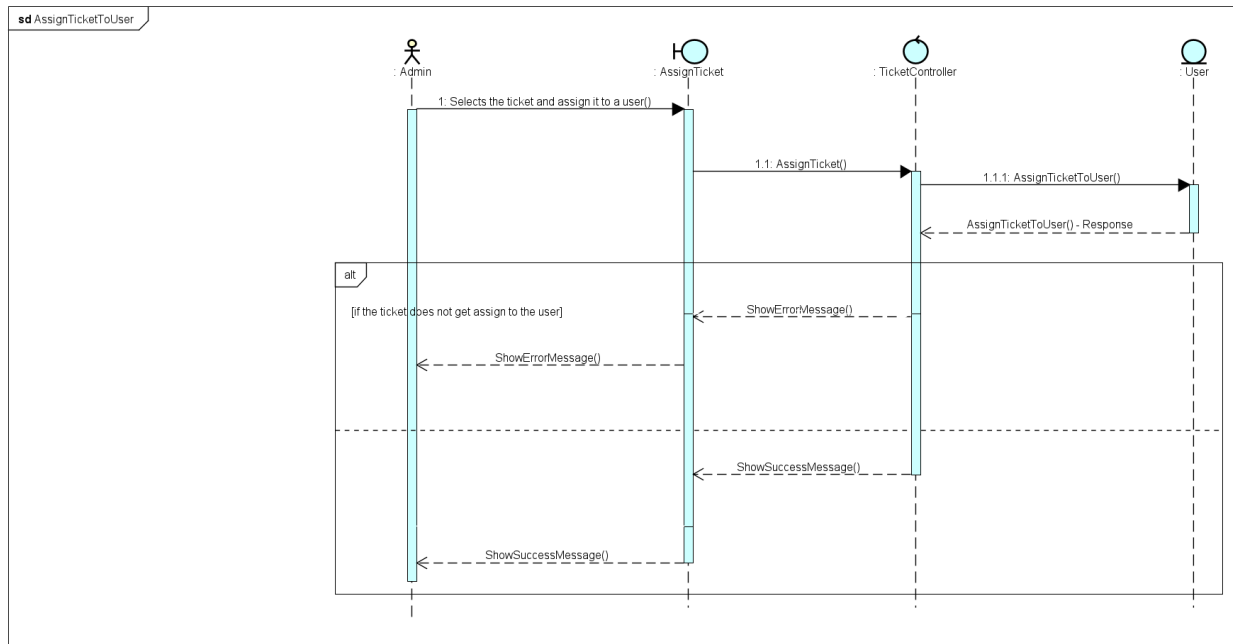 sd AssignTicketToUser
: Admin
: AssignTicket
: TicketController
: User
1: Selects the ticket and assign it to a user()
1.1: AssignTicket()
1.1.1: AssignTicketToUser()
AssignTicketToUser() - Response
alt
[if the ticket does not get assign to the user]
ShowErrorMessage()
ShowErrorMessage()
ShowSuccessMessage()
ShowSuccessMessage()